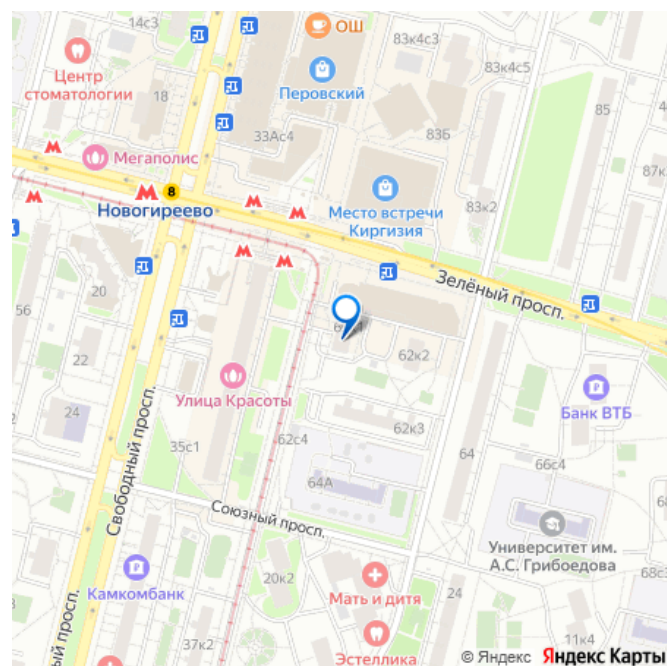 14с3
ОШ
83к4с3
83к4с5
Центр
стоматологии
Перовский
18
85
33Ас4
83Б
Мегаполис
87к
8
Новогиреево
Место встречи
Киргизия
83к2
Зелёный просп.
20
56
22
62к2
Улица Красоты
Банк ВТБ
24
Свободный просп.
62к3
35с1
62с4
64
66с4
64А
Союзный просп.
Университет им.
А.С. Грибоедова
20к2
68с3
Камкомбанк
Мать и дитя
24
37к2
11к4
Эстеллика
© Яндекс Яндекс Карты